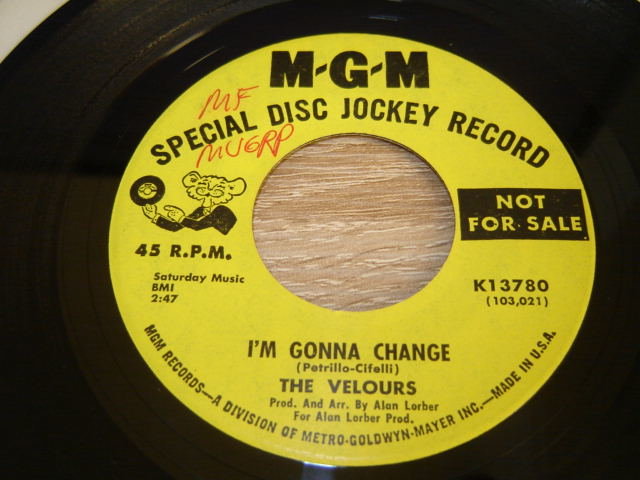 M-G-M
SPECIAL DISC JOCKEY RECORD
MF
MUGRP
NOT
FOR SALE
45 R.P.M.
Saturday Music
BMI
2:47
K13780
(103,021)
I'M GONNA CHANGE
(Petrillo-Cifelli)
THE VELOURS
Prod. And Arr. By Alan Lorber
For Alan Lorber Prod.
MGM RECORDS—A DIVISION OF METRO-GOLDWYN-MAYER INC.—MADE IN U.S.A.